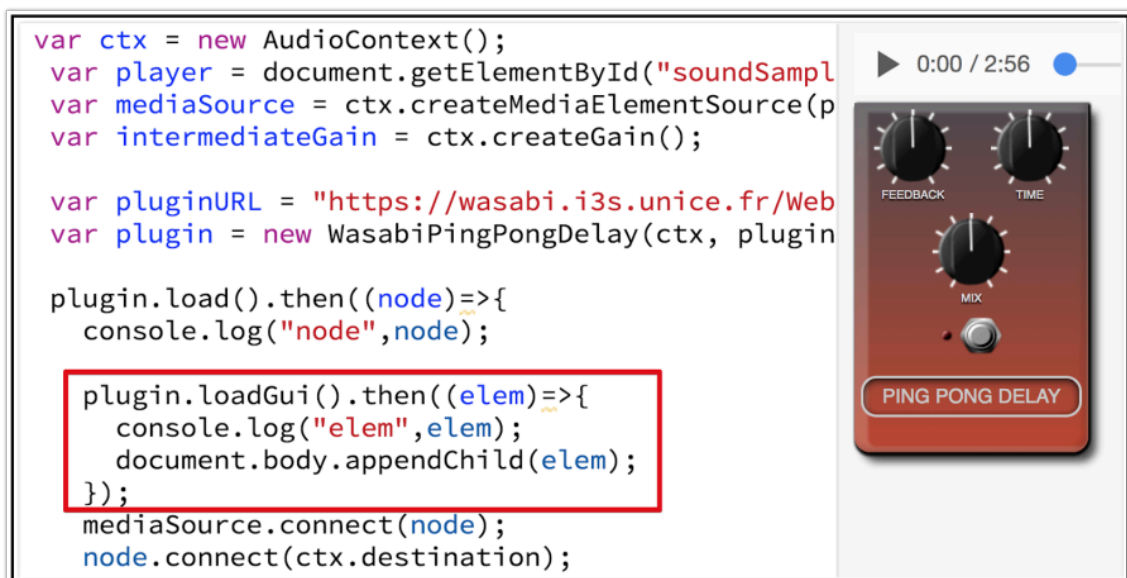 var ctx = new AudioContext();
var player = document.getElementById("soundSampl
var mediaSource = ctx.createMediaElementSource(p
var intermediateGain = ctx.createGain();
var pluginURL = "https://wasabi.i3s.unice.fr/Web
var plugin = new WasabiPingPongDelay(ctx, plugin
plugin.load().then((node)=>{
console.log("node",node);
plugin.loadGui().then((elem)=>{
console.log("elem",elem);
document.body.appendChild(elem);
});
mediaSource.connect(node);
node.connect(ctx.destination);
0:00 / 2:56
FEEDBACK
TIME
MIX
PING PONG DELAY